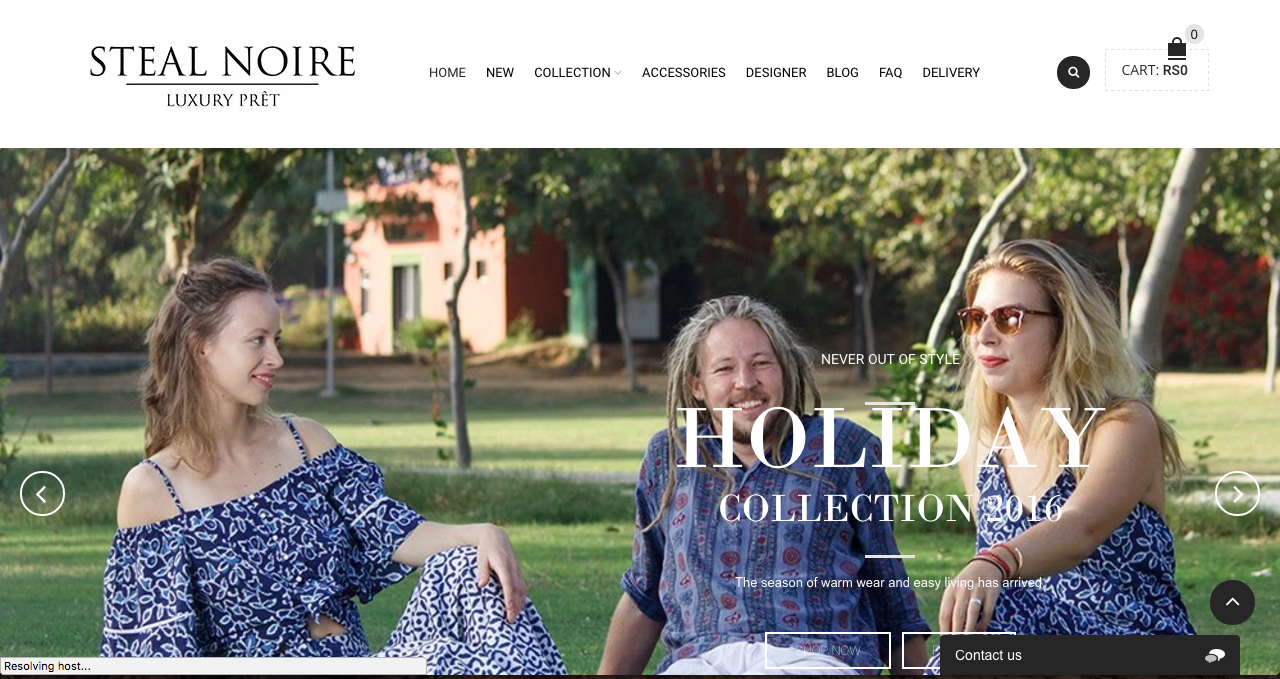 STEAL NOIRE
LUXURY PRÊT
HOME NEW COLLECTION ACCESSORIES DESIGNER BLOG FAQ DELIVERY
0
CART: RS0
NEVER OUT OF STYLE
HOLIDAY
COLLECTION 2016
The season of warm wear and easy living has arrived.
SHOP NOW
Contact us
Resolving host...